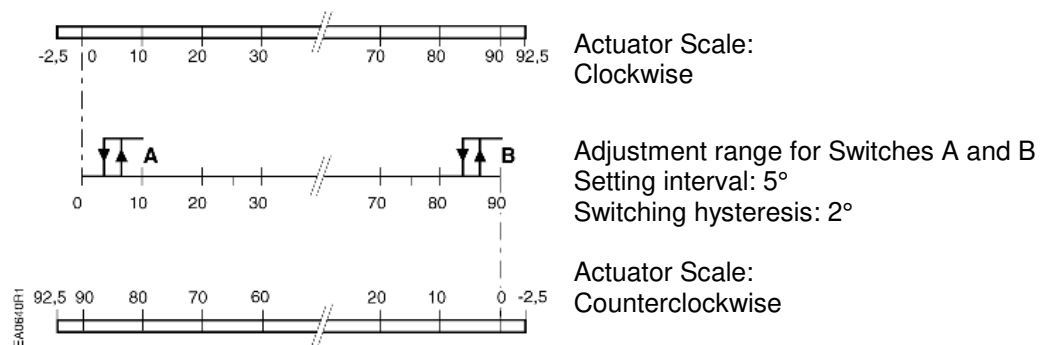 -2,5 0 10 20 30 70 80 90 92,5
Actuator Scale:
Clockwise
A B
0 10 20 30 70 80 90
Adjustment range for Switches A and B
Setting interval: 5°
Switching hysteresis: 2°
92,5 90 80 70 60 20 10 0 -2,5
Actuator Scale:
Counterclockwise
EA0640R1